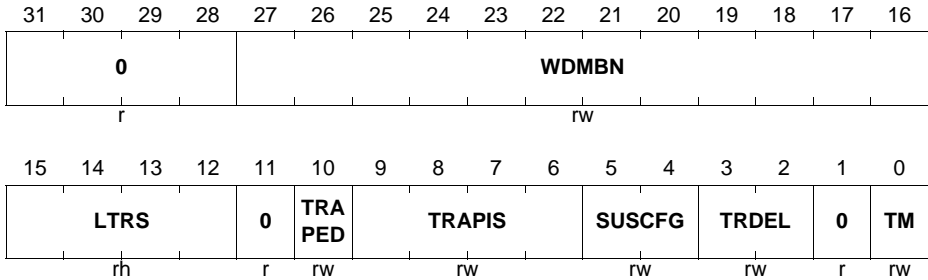 31 30 29 28 27 26 25 24 23 22 21 20 19 18 17 16
0 WDMBN
r rw
15 14 13 12 11 10 9 8 7 6 5 4 3 2 1 0
LTRS 0 TRA PED TRAPIS SUSCFG TRDEL 0 TM
rh r rw rw rw rw r rw